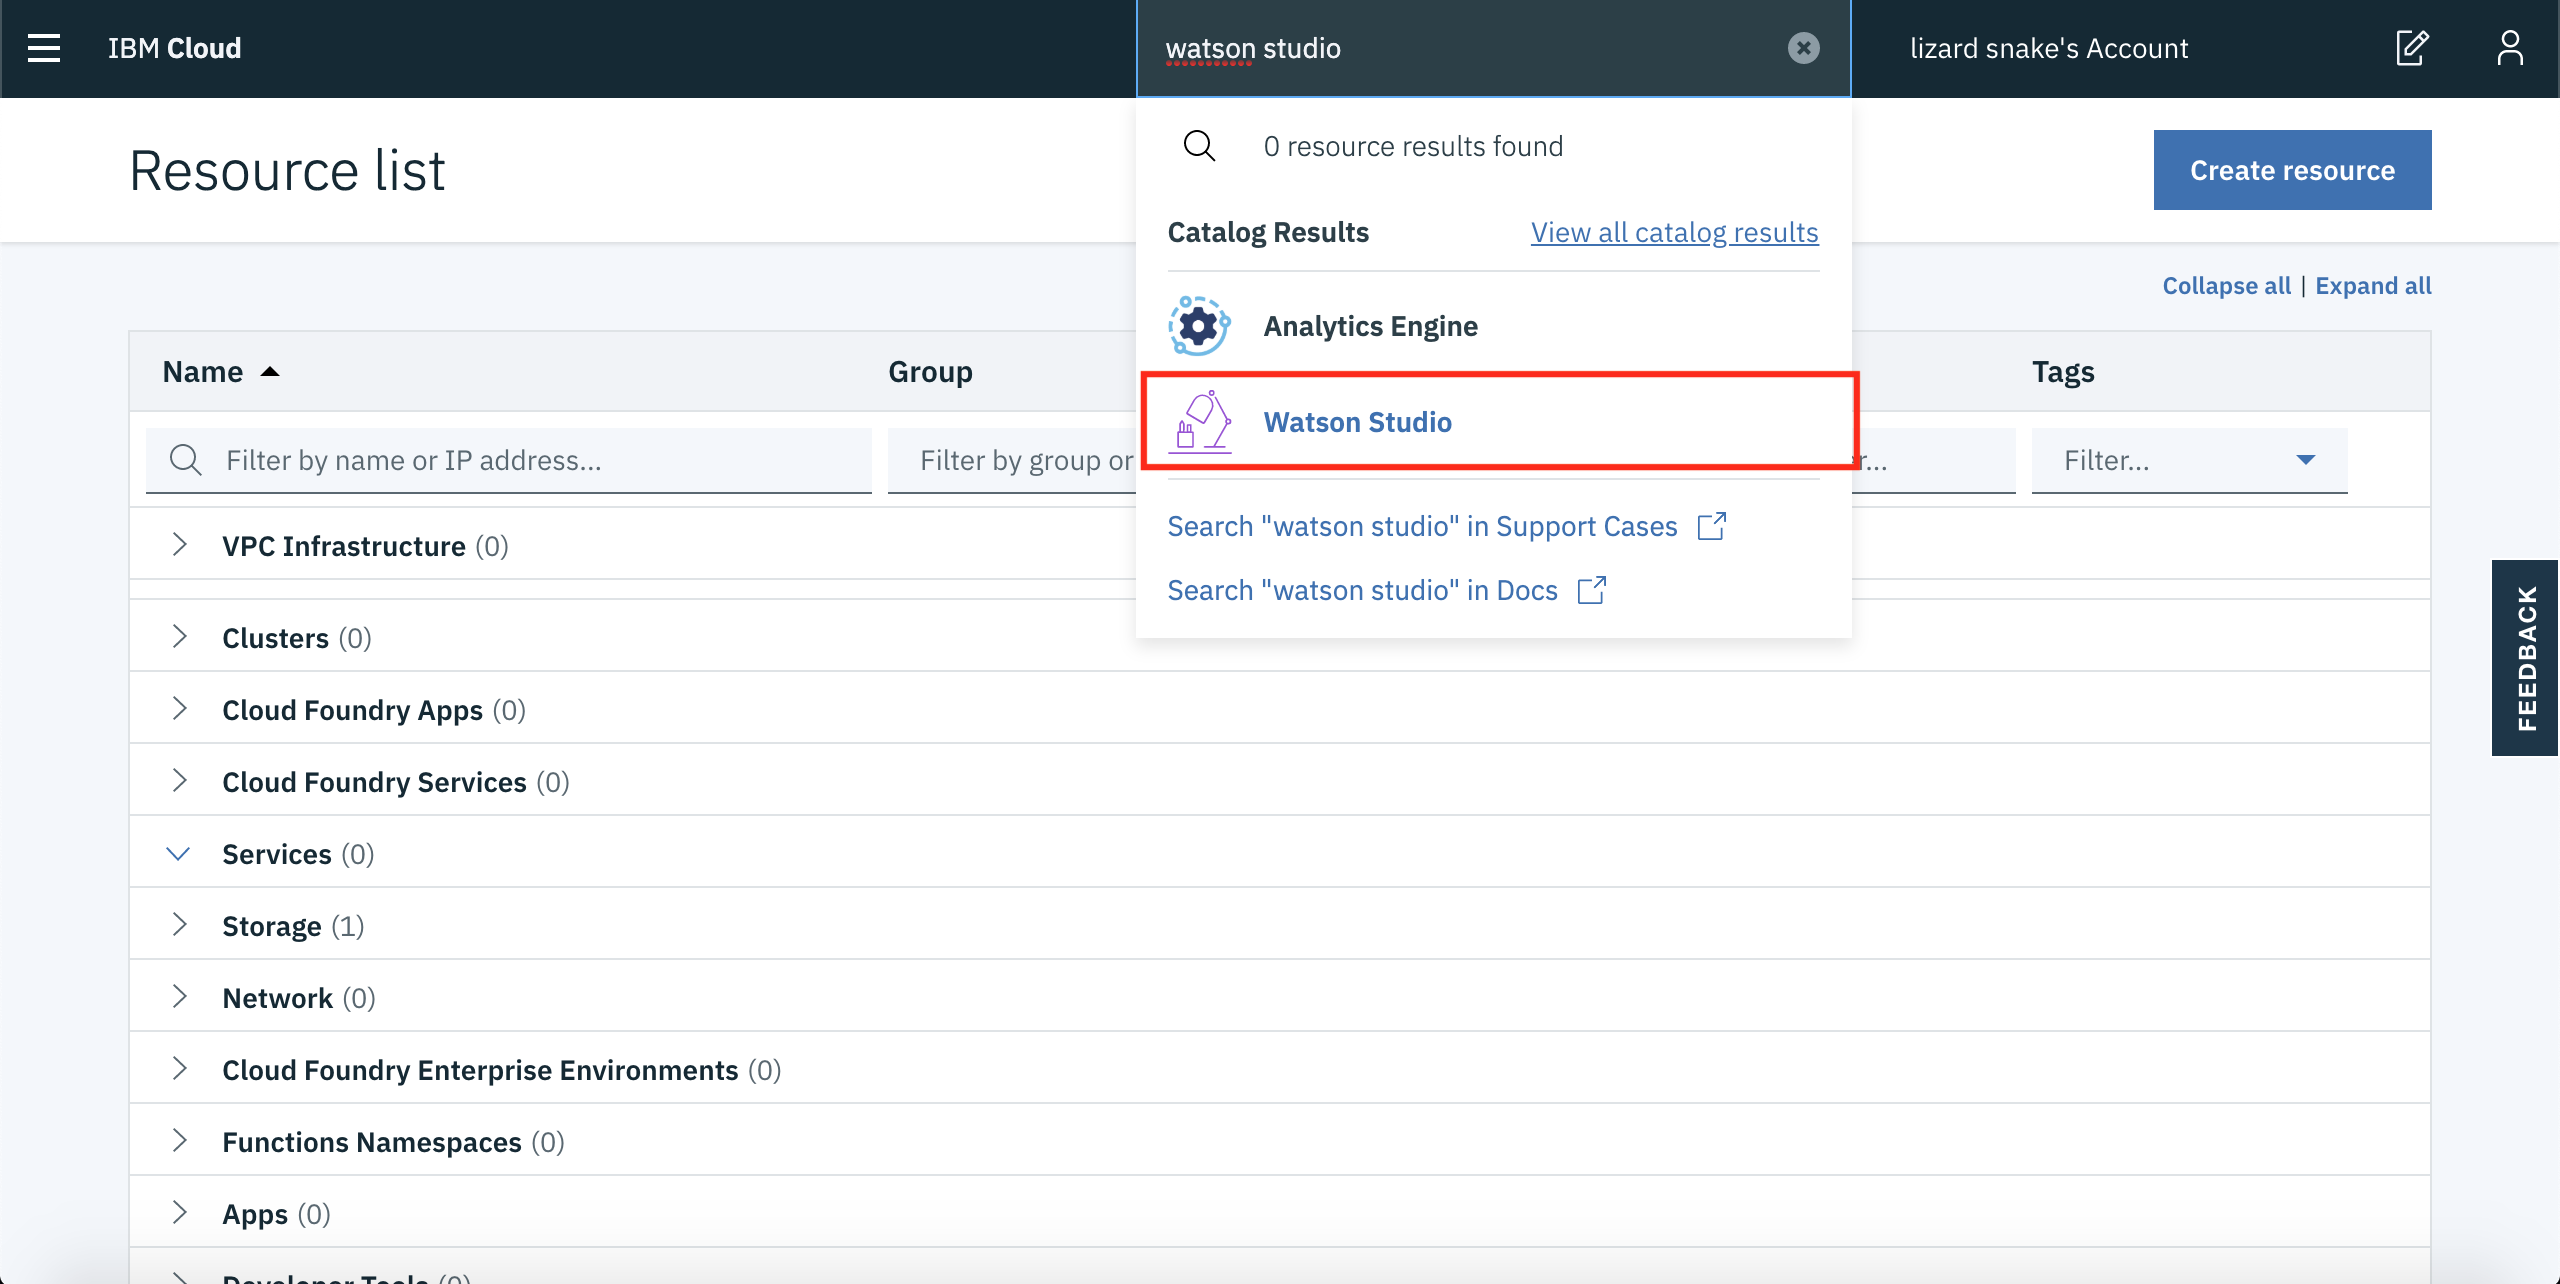 IBM Cloud
watson studio
lizard snake's Account
Resource list
0 resource results found
Create resource
Catalog Results
View all catalog results
Collapse all | Expand all
Analytics Engine
Name
Group
Tags
Watson Studio
Filter by name or IP address...
Filter by group or
r...
Filter...
Search "watson studio" in Support Cases
VPC Infrastructure (0)
Search "watson studio" in Docs
Clusters (0)
FEEDBACK
Cloud Foundry Apps (0)
Cloud Foundry Services (0)
Services (0)
Storage (1)
Network (0)
Cloud Foundry Enterprise Environments (0)
Functions Namespaces (0)
Apps (0)
Developer Tools (0)